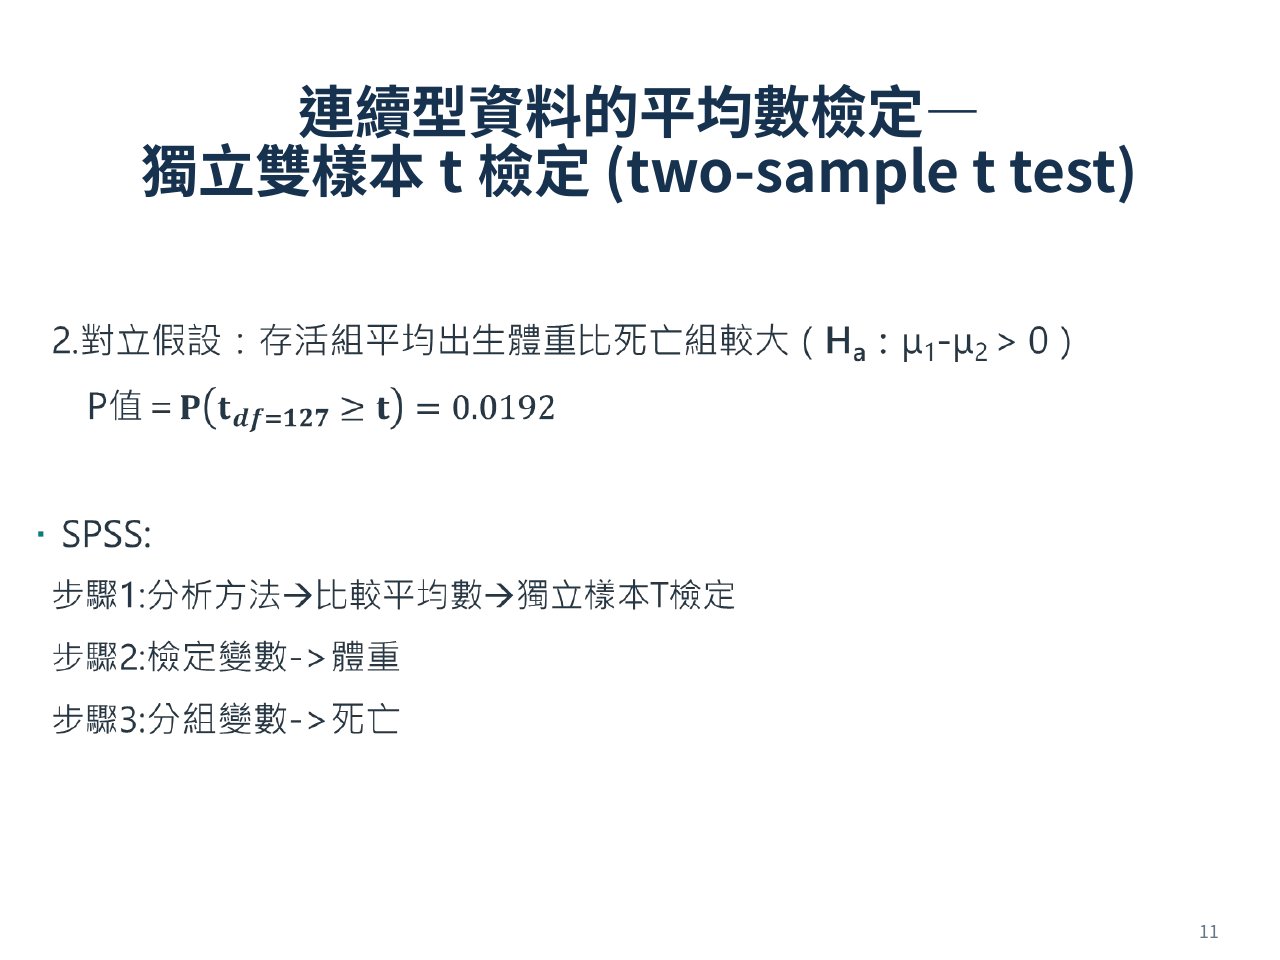 連續型資料的平均數檢定—
獨立雙樣本 t 檢定 (two-sample t test)
2.對立假設：存活組平均出生體重比死亡組較大（Hₐ：μ₁-μ₂ > 0）
P值 = P(t_df=127 ≥ t) = 0.0192
▪ SPSS:
步驟1:分析方法→比較平均數→獨立樣本T檢定
步驟2:檢定變數->體重
步驟3:分組變數->死亡
11